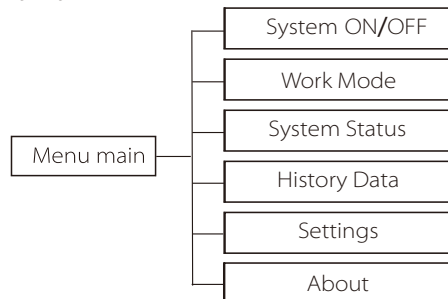 System ON/OFF
Work Mode
System Status
Menu main
History Data
Settings
About